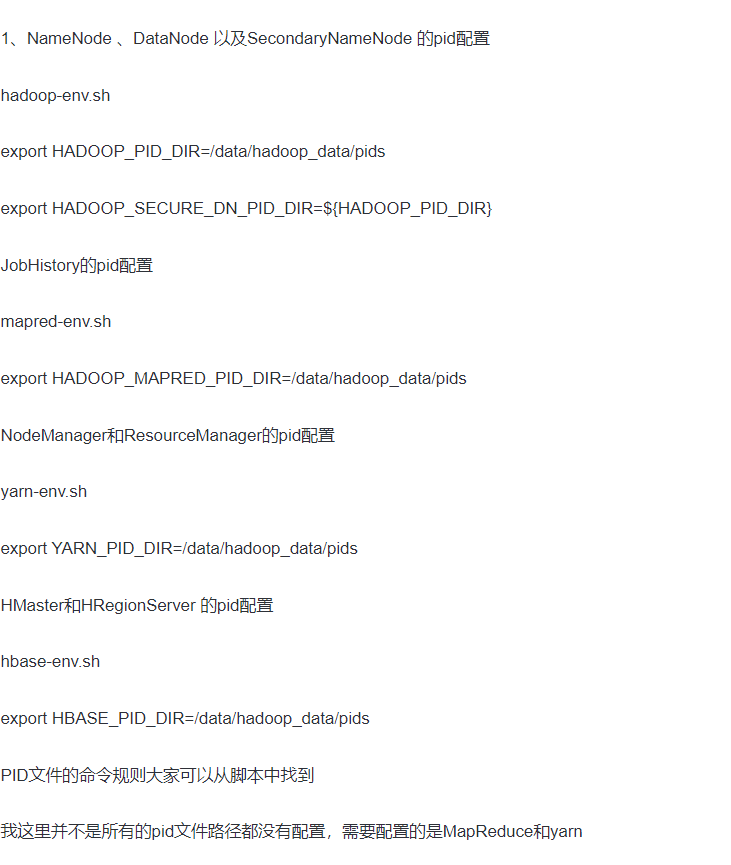 1、NameNode 、DataNode 以及SecondaryNameNode 的pid配置
hadoop-env.sh
export HADOOP_PID_DIR=/data/hadoop_data/pids
export HADOOP_SECURE_DN_PID_DIR=${HADOOP_PID_DIR}
JobHistory的pid配置
mapred-env.sh
export HADOOP_MAPRED_PID_DIR=/data/hadoop_data/pids
NodeManager和ResourceManager的pid配置
yarn-env.sh
export YARN_PID_DIR=/data/hadoop_data/pids
HMaster和HRegionServer 的pid配置
hbase-env.sh
export HBASE_PID_DIR=/data/hadoop_data/pids
PID文件的命令规则大家可以从脚本中找到
我这里并不是所有的pid文件路径都没有配置，需要配置的是MapReduce和yarn